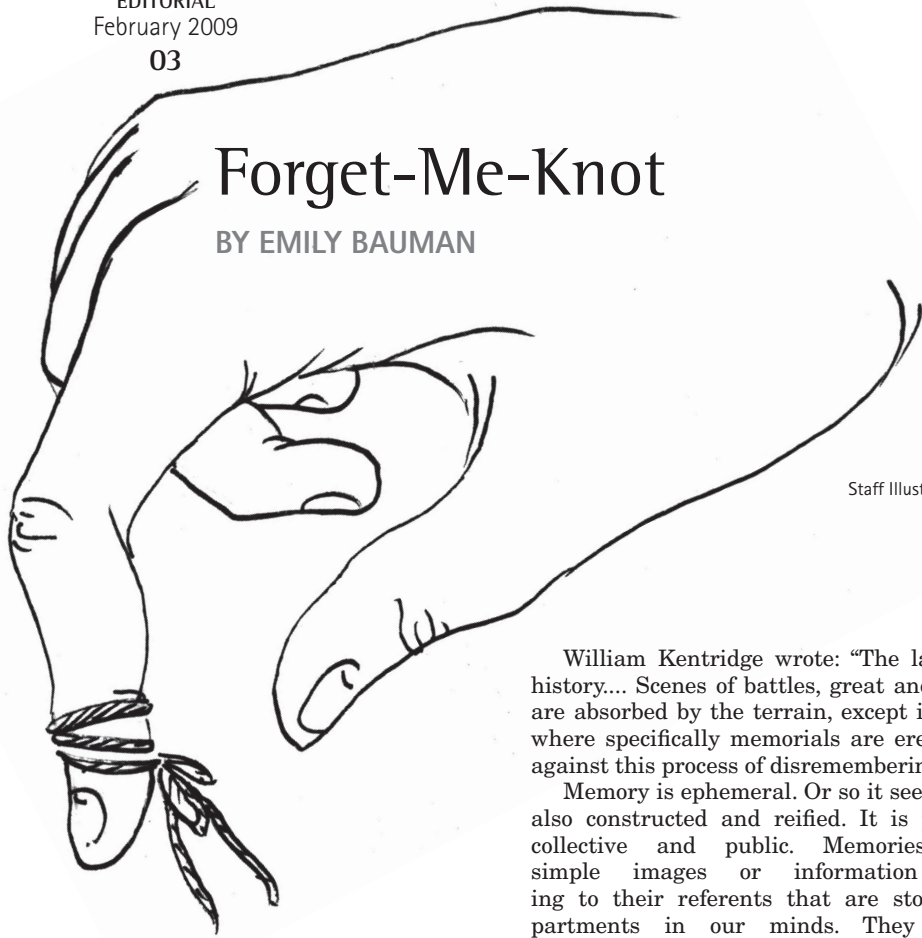 EDITORIAL
February 2009
03
Forget-Me-Knot
BY EMILY BAUMAN
Staff Illust
William Kentridge wrote: “The la
history.... Scenes of battles, great and
are absorbed by the terrain, except i
where specifically memorials are ere
against this process of disrememberin
Memory is ephemeral. Or so it see
also constructed and reified. It is
collective and public. Memories
simple images or information
ing to their referents that are sto
partments in our minds. They